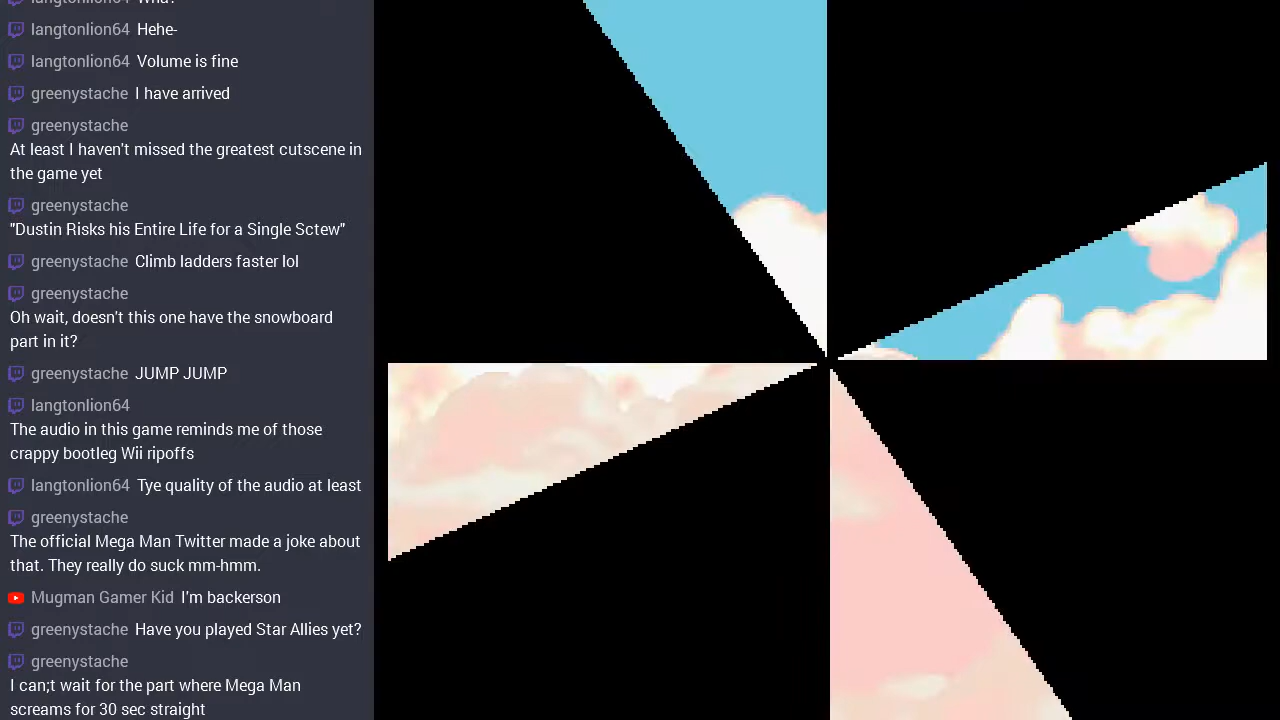 langtonlion64 Wha?
langtonlion64 Hehe-
langtonlion64 Volume is fine
greenystache I have arrived
greenystache
At least I haven't missed the greatest cutscene in
the game yet
greenystache
"Dustin Risks his Entire Life for a Single Sctew"
greenystache Climb ladders faster lol
greenystache
Oh wait, doesn't this one have the snowboard
part in it?
greenystache JUMP JUMP
langtonlion64
The audio in this game reminds me of those
crappy bootleg Wii ripoffs
langtonlion64 Tye quality of the audio at least
greenystache
The official Mega Man Twitter made a joke about
that. They really do suck mm-hmm.
Mugman Gamer Kid I'm backerson
greenystache Have you played Star Allies yet?
greenystache
I can;t wait for the part where Mega Man
screams for 30 sec straight